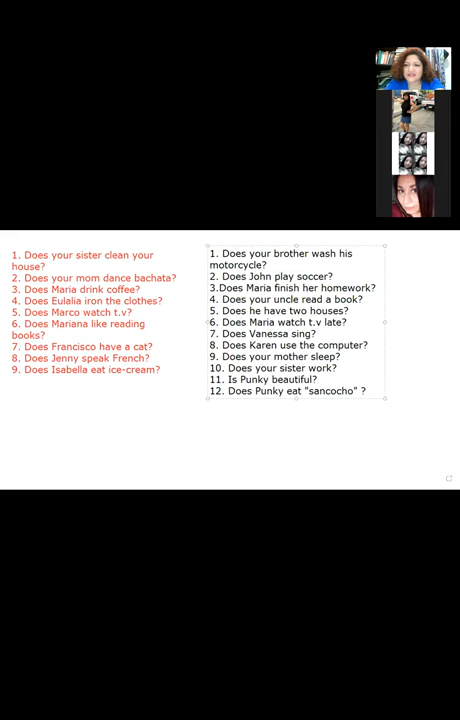 1. Does your sister clean your
house?
2. Does your mom dance bachata?
3. Does Maria drink coffee?
4. Does Eulalia iron the clothes?
5. Does Marco watch t.v?
6. Does Mariana like reading
books?
7. Does Francisco have a cat?
8. Does Jenny speak French?
9. Does Isabella eat ice-cream?
1. Does your brother wash his
motorcycle?
2. Does John play soccer?
3.Does Maria finish her homework?
4. Does your uncle read a book?
5. Does he have two houses?
6. Does Maria watch t.v late?
7. Does Vanessa sing?
8. Does Karen use the computer?
9. Does your mother sleep?
10. Does your sister work?
11. Is Punky beautiful?
12. Does Punky eat "sancocho" ?